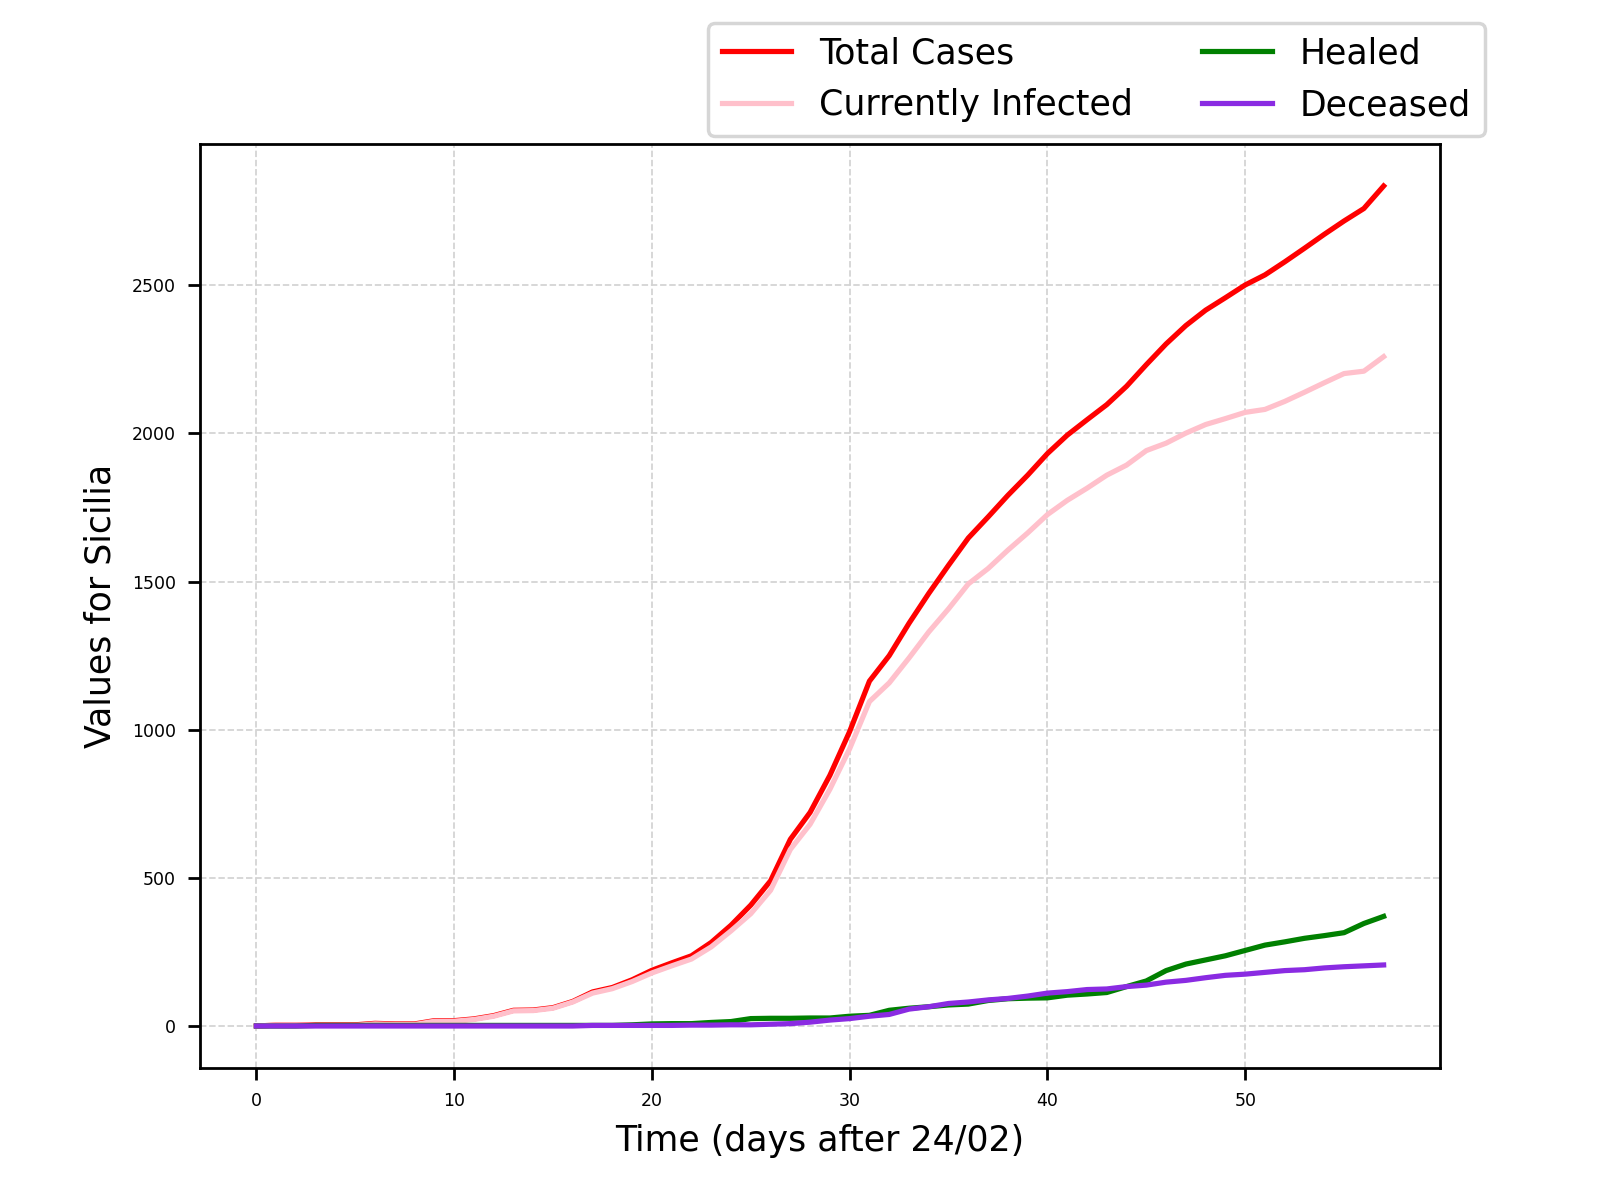 Total Cases
Currently Infected
Healed
Deceased
Values for Sicilia
2500
2000
1500
1000
500
0
0 10 20 30 40 50
Time (days after 24/02)